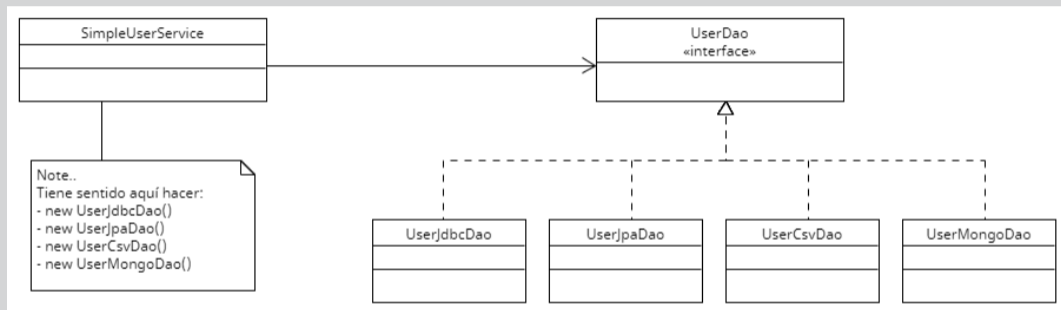 SimpleUserService
UserDao
«interface»
Note..
Tiene sentido aquí hacer:
- new UserJdbcDao()
- new UserJpaDao()
- new UserCsvDao()
- new UserMongoDao()
UserJdbcDao
UserJpaDao
UserCsvDao
UserMongoDao